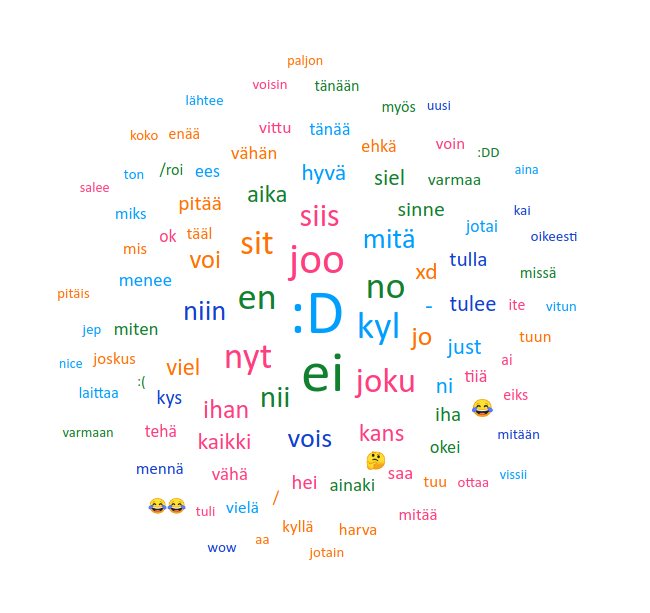 paljon
voisin tänään
lähtee myös uusi
koko enää vittu tänää
vähän ehkä voin :DD
ton /roi ees hyvä siel varmaa aina
salee pitää aika
miks siis sinne kai
ok tääl sit mitä jotai oikeesti
mis voi joo xd tulla missä
pitäis menee en no
niin :D - tulee ite vitun
jep miten kyl jo tuun
nice joskus viel nyt just ai
laittaa :( kys nii ei joku ni tiiä eiks
ihan iha 😂
varmaan tehä kaikki vois kans okei mitään
mennä vähä 🤔 saa vissii
hei ainaki tuu ottaa
😂😂 tuli vielä / mitää
kyllä harva
wow aa jotain